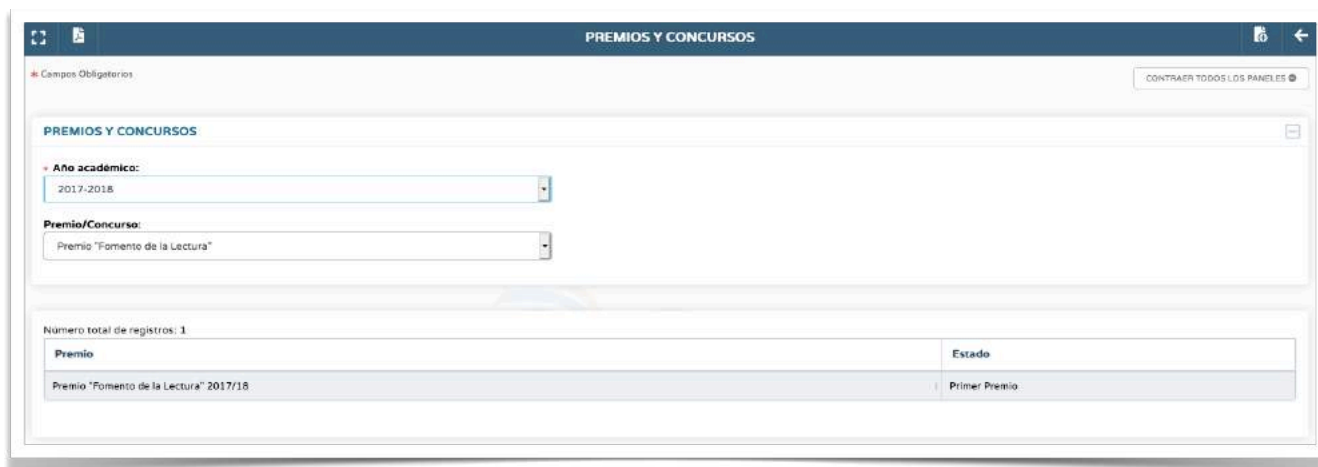 PREMIOS Y CONCURSOS
* Campos Obligatorios
CONTRAER TODOS LOS PANELES
PREMIOS Y CONCURSOS
* Año académico:
2017-2018
Premio/Concurso:
Premio "Fomento de la Lectura"
Número total de registros: 1
Premio Estado
Premio "Fomento de la Lectura" 2017/18 Primer Premio